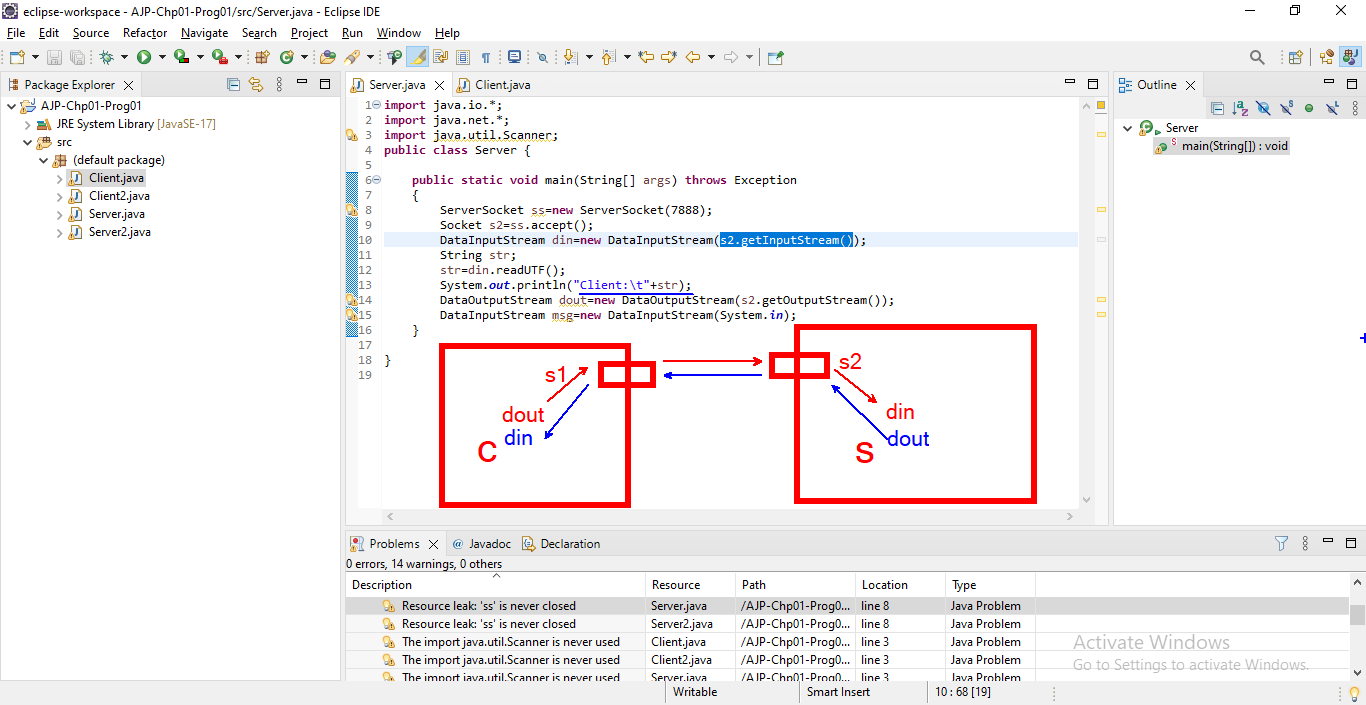 eclipse-workspace - AJP-Chp01-Prog01/src/Server.java - Eclipse IDE
File Edit Source Refactor Navigate Search Project Run Window Help
Package Explorer
AJP-Chp01-Prog01
JRE System Library [JavaSE-17]
src
(default package)
Client.java
Client2.java
Server.java
Server2.java
Server.java Client.java
1 import java.io.*;
2 import java.net.*;
3 import java.util.Scanner;
4 public class Server {
5
6 public static void main(String[] args) throws Exception
7 {
8 ServerSocket ss=new ServerSocket(7888);
9 Socket s2=ss.accept();
10 DataInputStream din=new DataInputStream(s2.getInputStream());
11 String str;
12 str=din.readUTF();
13 System.out.println("Client:\t"+str);
14 DataOutputStream dout=new DataOutputStream(s2.getOutputStream());
15 DataInputStream msg=new DataInputStream(System.in);
16 }
17
18 }
19
s1
dout
din
C
s2
din
dout
S
Outline
Server
S main(String[]) : void
Problems @ Javadoc Declaration
0 errors, 14 warnings, 0 others
Description Resource Path Location Type
Resource leak: 'ss' is never closed Server.java /AJP-Chp01-Prog0... line 8 Java Problem
Resource leak: 'ss' is never closed Server2.java /AJP-Chp01-Prog0... line 8 Java Problem
The import java.util.Scanner is never used Client.java /AJP-Chp01-Prog0... line 3 Java Problem
The import java.util.Scanner is never used Client2.java /AJP-Chp01-Prog0... line 3 Java Problem
The import java.util.Scanner is never used Server.java /AJP-Chp01-Prog0... line 3 Java Problem
Activate Windows
Go to Settings to activate Windows.
Writable Smart Insert 10 : 68 [19]